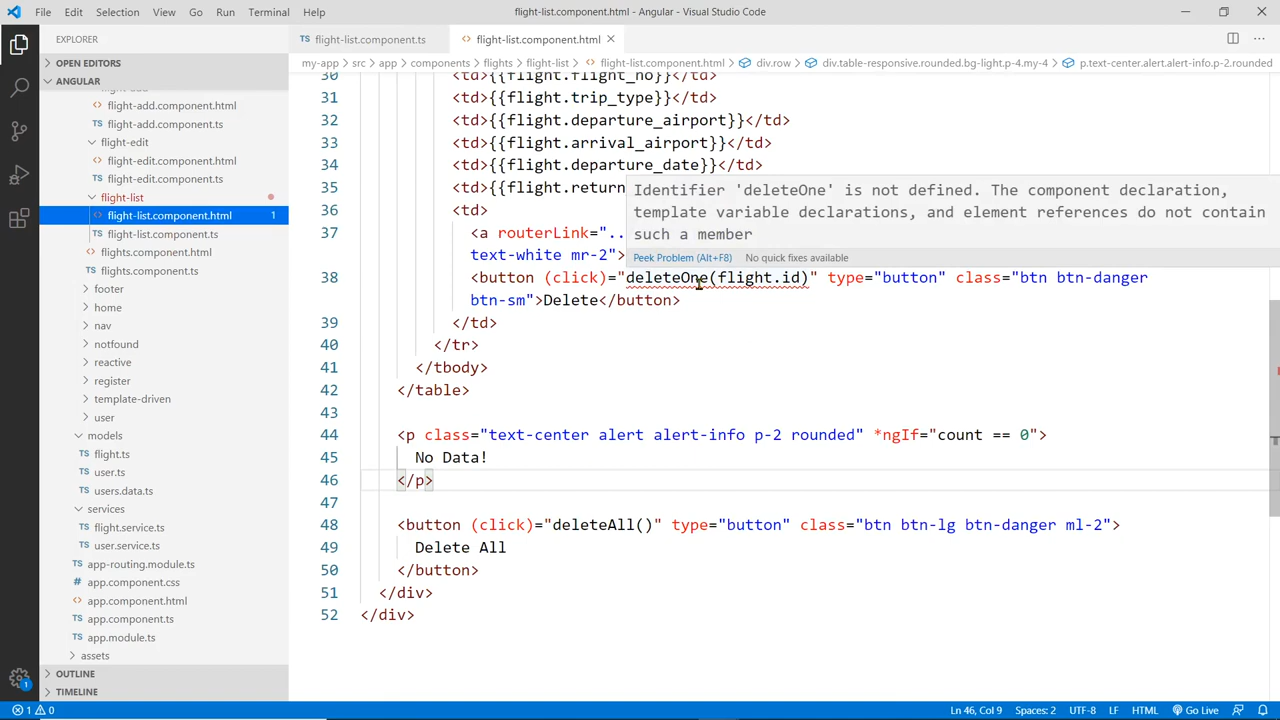 File Edit Selection View Go Run Terminal Help
flight-list.component.html - Angular - Visual Studio Code
EXPLORER
OPEN EDITORS
ANGULAR
flight-add
flight-add.component.html
flight-add.component.ts
flight-edit
flight-edit.component.html
flight-edit.component.ts
flight-list
flight-list.component.html 1
flight-list.component.ts
flights.component.html
flights.component.ts
footer
home
nav
notfound
reactive
register
template-driven
user
models
flight.ts
user.ts
users.data.ts
services
flight.service.ts
user.service.ts
app-routing.module.ts
app.component.css
app.component.html
app.component.ts
app.module.ts
assets
OUTLINE
TIMELINE
flight-list.component.ts
flight-list.component.html
my-app > src > app > components > flights > flight-list > flight-list.component.html > div.row > div.table-responsive.rounded.bg-light.p-4.my-4 > p.text-center.alert.alert-info.p-2.rounded
30 <td>{{flight.flight_no}}</td>
31 <td>{{flight.trip_type}}</td>
32 <td>{{flight.departure_airport}}</td>
33 <td>{{flight.arrival_airport}}</td>
34 <td>{{flight.departure_date}}</td>
35 <td>{{flight.return
36 <td>
37 <a routerLink="..
text-white mr-2">
38 <button (click)="deleteOne(flight.id)" type="button" class="btn btn-danger
btn-sm">Delete</button>
39 </td>
40 </tr>
41 </tbody>
42 </table>
43
44 <p class="text-center alert alert-info p-2 rounded" *ngIf="count == 0">
45 No Data!
46 </p>
47
48 <button (click)="deleteAll()" type="button" class="btn btn-lg btn-danger ml-2">
49 Delete All
50 </button>
51 </div>
52 </div>
Identifier 'deleteOne' is not defined. The component declaration,
template variable declarations, and element references do not contain
such a member
Peek Problem (Alt+F8) No quick fixes available
1 0
Ln 46, Col 9 Spaces: 2 UTF-8 LF HTML Go Live
1